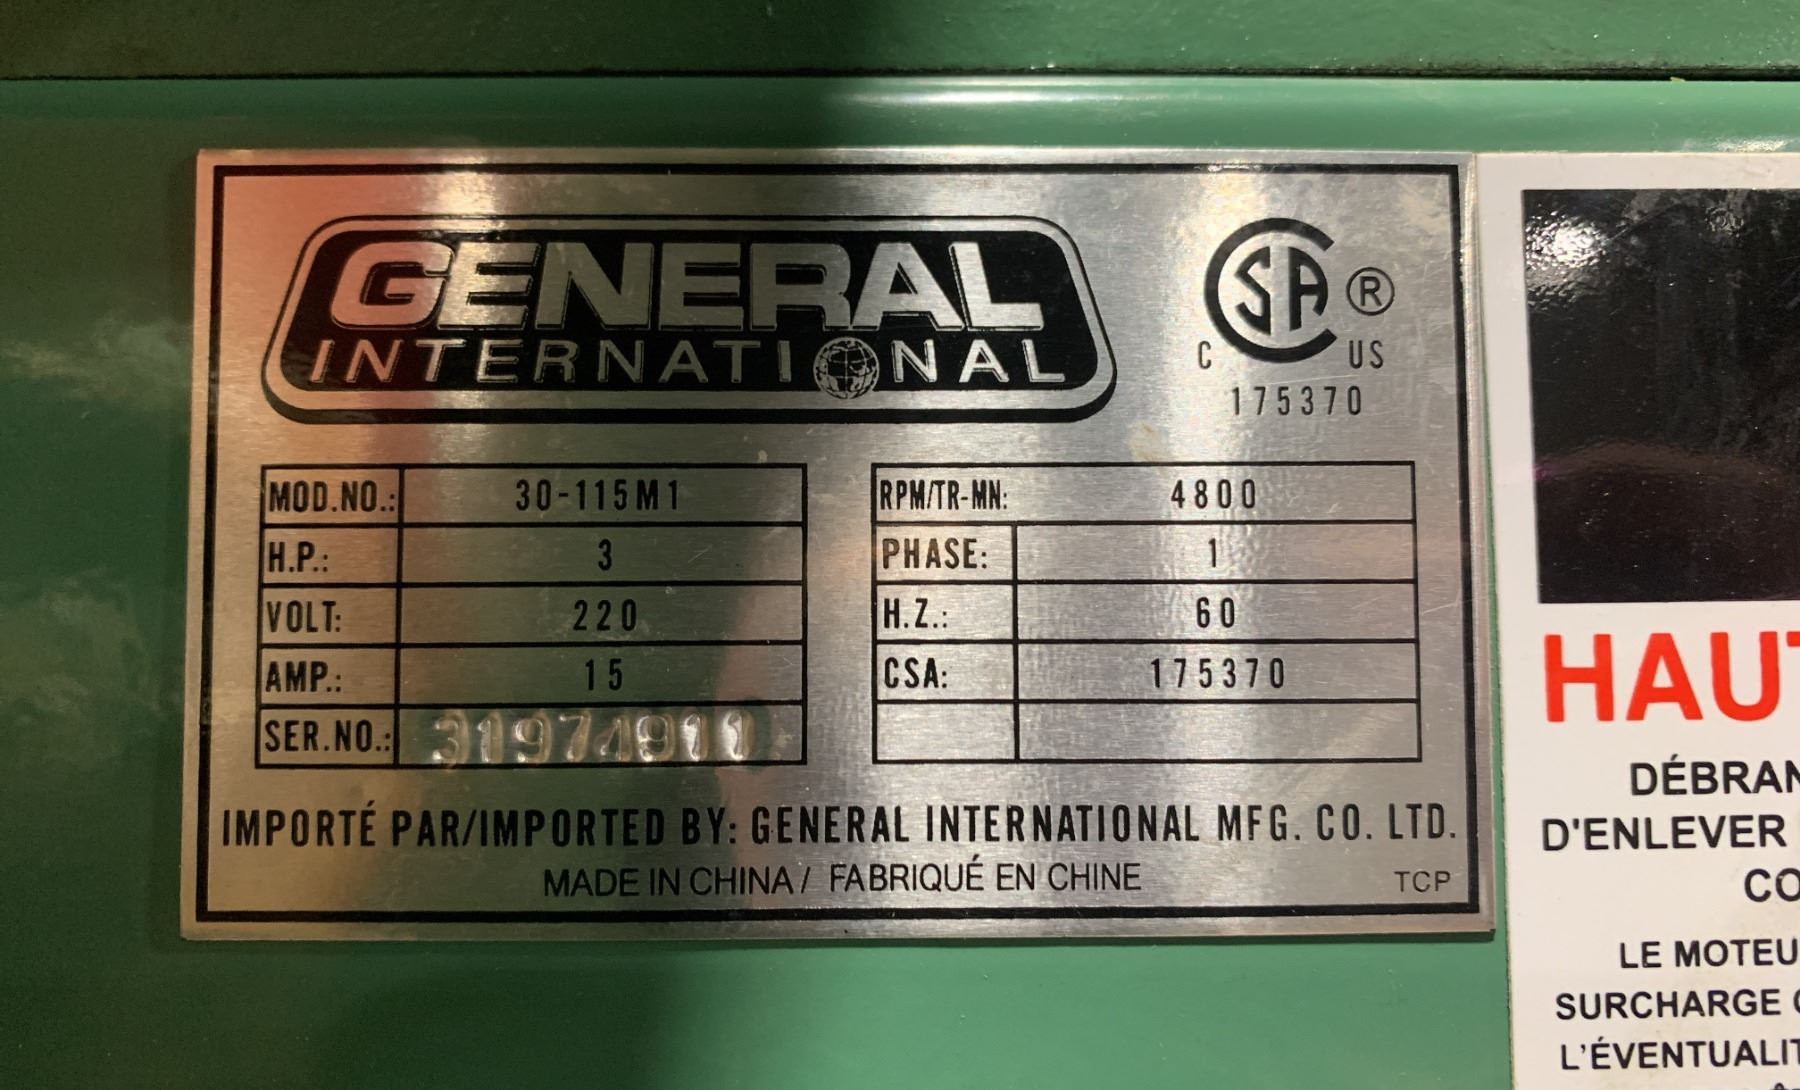 GENERAL
INTERNATIONAL
CSA ®
C US
175370
MOD.NO.: 30-115M1
H.P.: 3
VOLT: 220
AMP.: 15
SER.NO.: 31974911
RPM/TR-MN: 4800
PHASE: 1
H.Z.: 60
CSA: 175370
IMPORTÉ PAR/IMPORTED BY: GENERAL INTERNATIONAL MFG. CO. LTD.
MADE IN CHINA / FABRIQUÉ EN CHINE
TCP
HAUT
DÉBRAN
D'ENLEVER
CO
LE MOTEU
SURCHARGE
L'ÉVENTUALIT